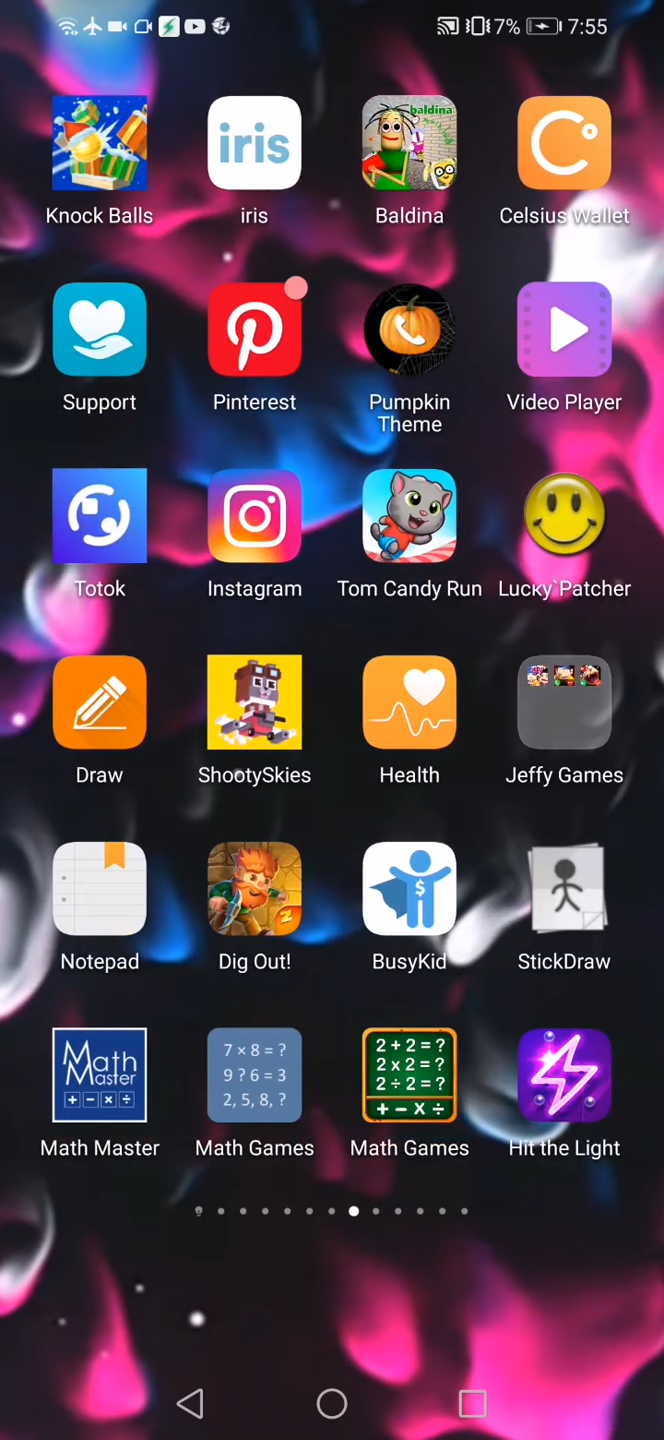 7% 7:55
iris
baldina
Knock Balls iris Baldina Celsius Wallet
Support Pinterest Pumpkin Theme Video Player
Totok Instagram Tom Candy Run Lucky`Patcher
Draw ShootySkies Health Jeffy Games
$
Z
Notepad Dig Out! BusyKid StickDraw
Math Master
+ − × ÷
7 × 8 = ?
9 ? 6 = 3
2, 5, 8, ?
2 + 2 = ?
2 x 2 = ?
2 ÷ 2 = ?
+ − X ÷
Math Master Math Games Math Games Hit the Light